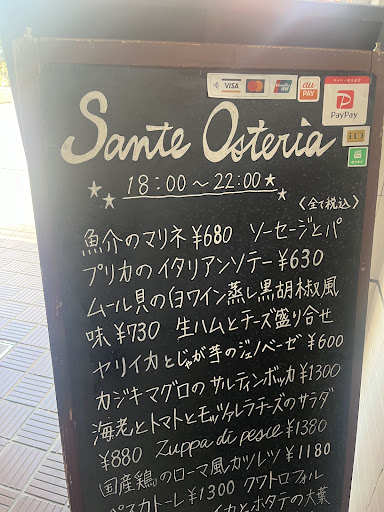 VISA
au PAY
PayPay
iD
Sante Osteria
18:00～22:00
〈全て税込〉
魚介のマリネ ¥680 ソーセージとパ
プリカのイタリアンソテー ¥630
ムール貝の白ワイン蒸し黒胡椒風
味 ¥730 生ハムとチーズ盛り合せ
ヤリイカとじゃが芋のジェノベーゼ ¥600
カジキマグロのサルティンボッカ ¥1300
海老とトマトとモッツァレラチーズのサラダ
¥880 Zuppa di pesce ¥1380
国産鶏のローマ風カツレツ ¥1180
ペスカトーレ ¥1300 クワトロフォル
イカとホタテの大葉